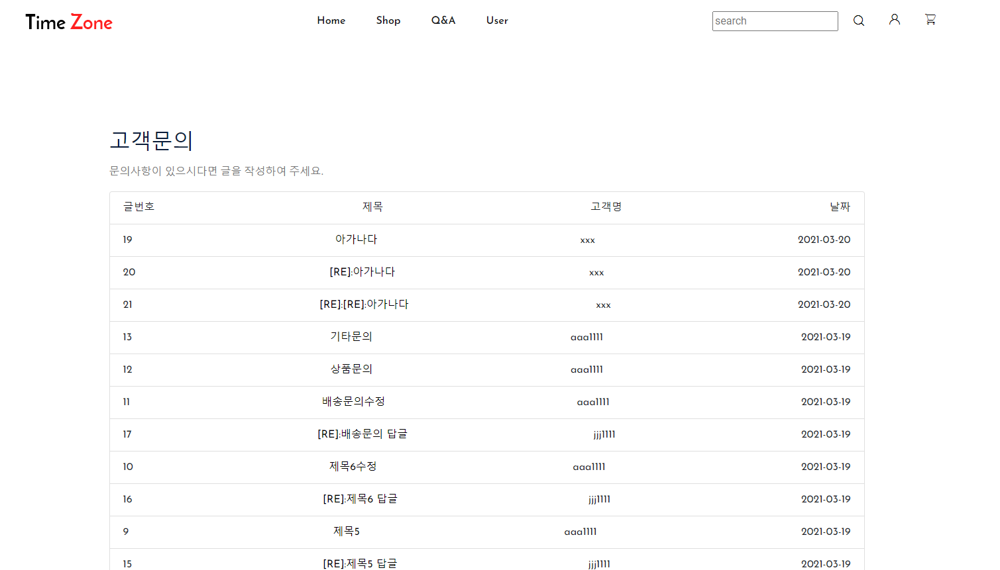 Time Zone Home Shop Q&A User search
고객문의
문의사항이 있으시다면 글을 작성하여 주세요.
글번호 제목 고객명 날짜
19 아가나다 xxx 2021-03-20
20 [RE]:아가나다 xxx 2021-03-20
21 [RE]:[RE]:아가나다 xxx 2021-03-20
13 기타문의 aaa1111 2021-03-19
12 상품문의 aaa1111 2021-03-19
11 배송문의수정 aaa1111 2021-03-19
17 [RE]:배송문의 답글 jjj1111 2021-03-19
10 제목6수정 aaa1111 2021-03-19
16 [RE]:제목6 답글 jjj1111 2021-03-19
9 제목5 aaa1111 2021-03-19
15 [RE]:제목5 답글 jjj1111 2021-03-19